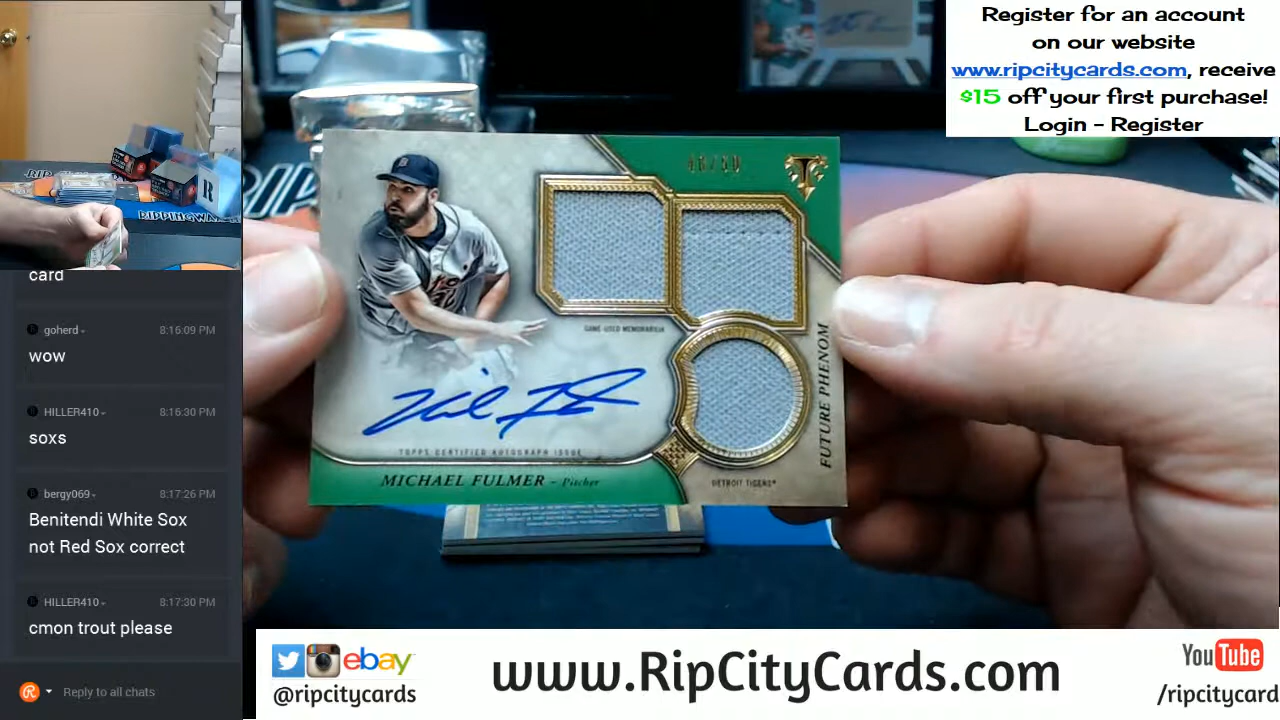 Register for an account
on our website
www.ripcitycards.com, receive
$15 off your first purchase!
Login - Register
card
goherd
8:16:09 PM
wow
HILLER410
8:16:30 PM
soxs
bergy069
8:17:26 PM
Benitendi White Sox
not Red Sox correct
HILLER410
8:17:30 PM
cmon trout please
Reply to all chats
GAME-USED MEMORABILIA
FUTURE PHENOM
TOPPS CERTIFIED AUTOGRAPH ISSUE
MICHAEL FULMER - Pitcher
DETROIT TIGERS
ebay
@ripcitycards
www.RipCityCards.com
YouTube
/ripcitycard